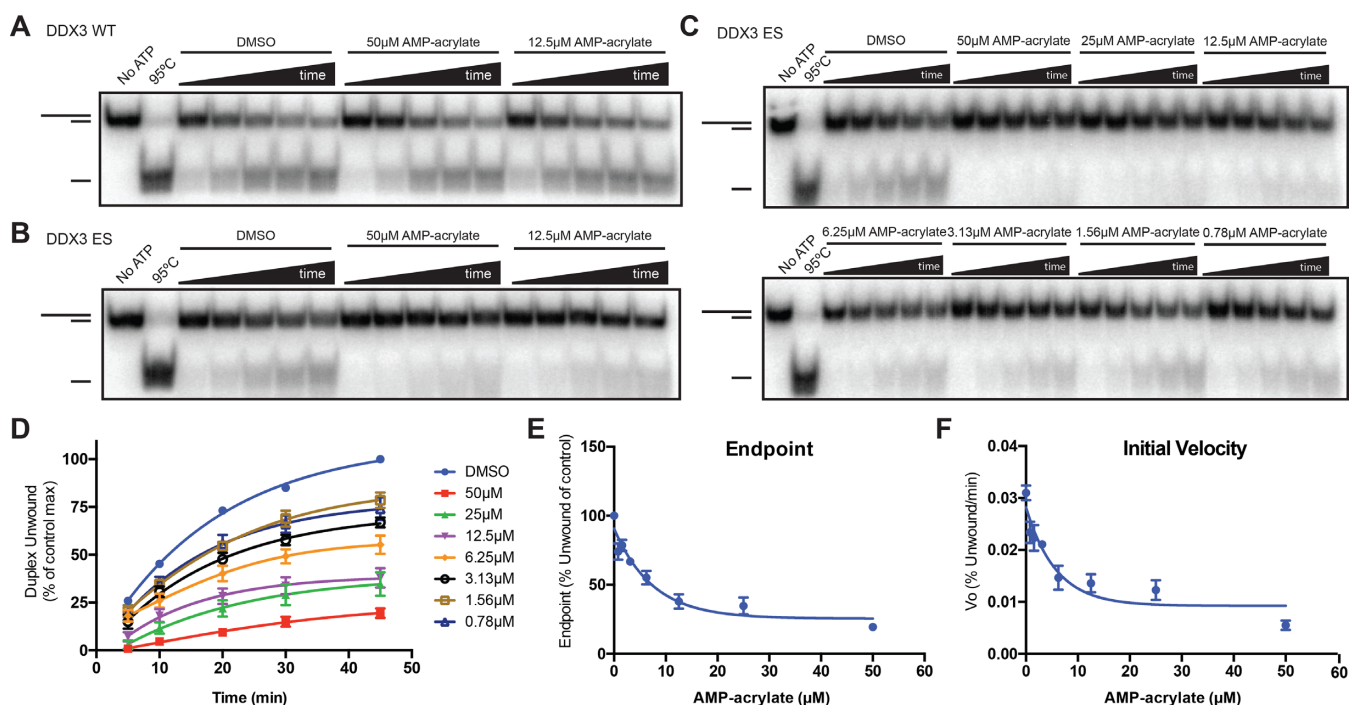 A DDX3 WT
DMSO 50µM AMP-acrylate 12.5µM AMP-acrylate
No ATP 95ºC time time time
B DDX3 ES
DMSO 50µM AMP-acrylate 12.5µM AMP-acrylate
No ATP 95ºC time time time
C DDX3 ES
DMSO 50µM AMP-acrylate 25µM AMP-acrylate 12.5µM AMP-acrylate
No ATP 95ºC time time time time
6.25µM AMP-acrylate 3.13µM AMP-acrylate 1.56µM AMP-acrylate 0.78µM AMP-acrylate
No ATP 95ºC time time time time
D
Duplex Unwound
(% of control max)
100
75
50
25
0
0 10 20 30 40 50
Time (min)
DMSO
50µM
25µM
12.5µM
6.25µM
3.13µM
1.56µM
0.78µM
E
Endpoint
Endpoint (% Unwound of control)
150
100
50
0
0 10 20 30 40 50 60
AMP-acrylate (µM)
F
Initial Velocity
Vo (% Unwound/min)
0.04
0.03
0.02
0.01
0.00
0 10 20 30 40 50 60
AMP-acrylate (µM)